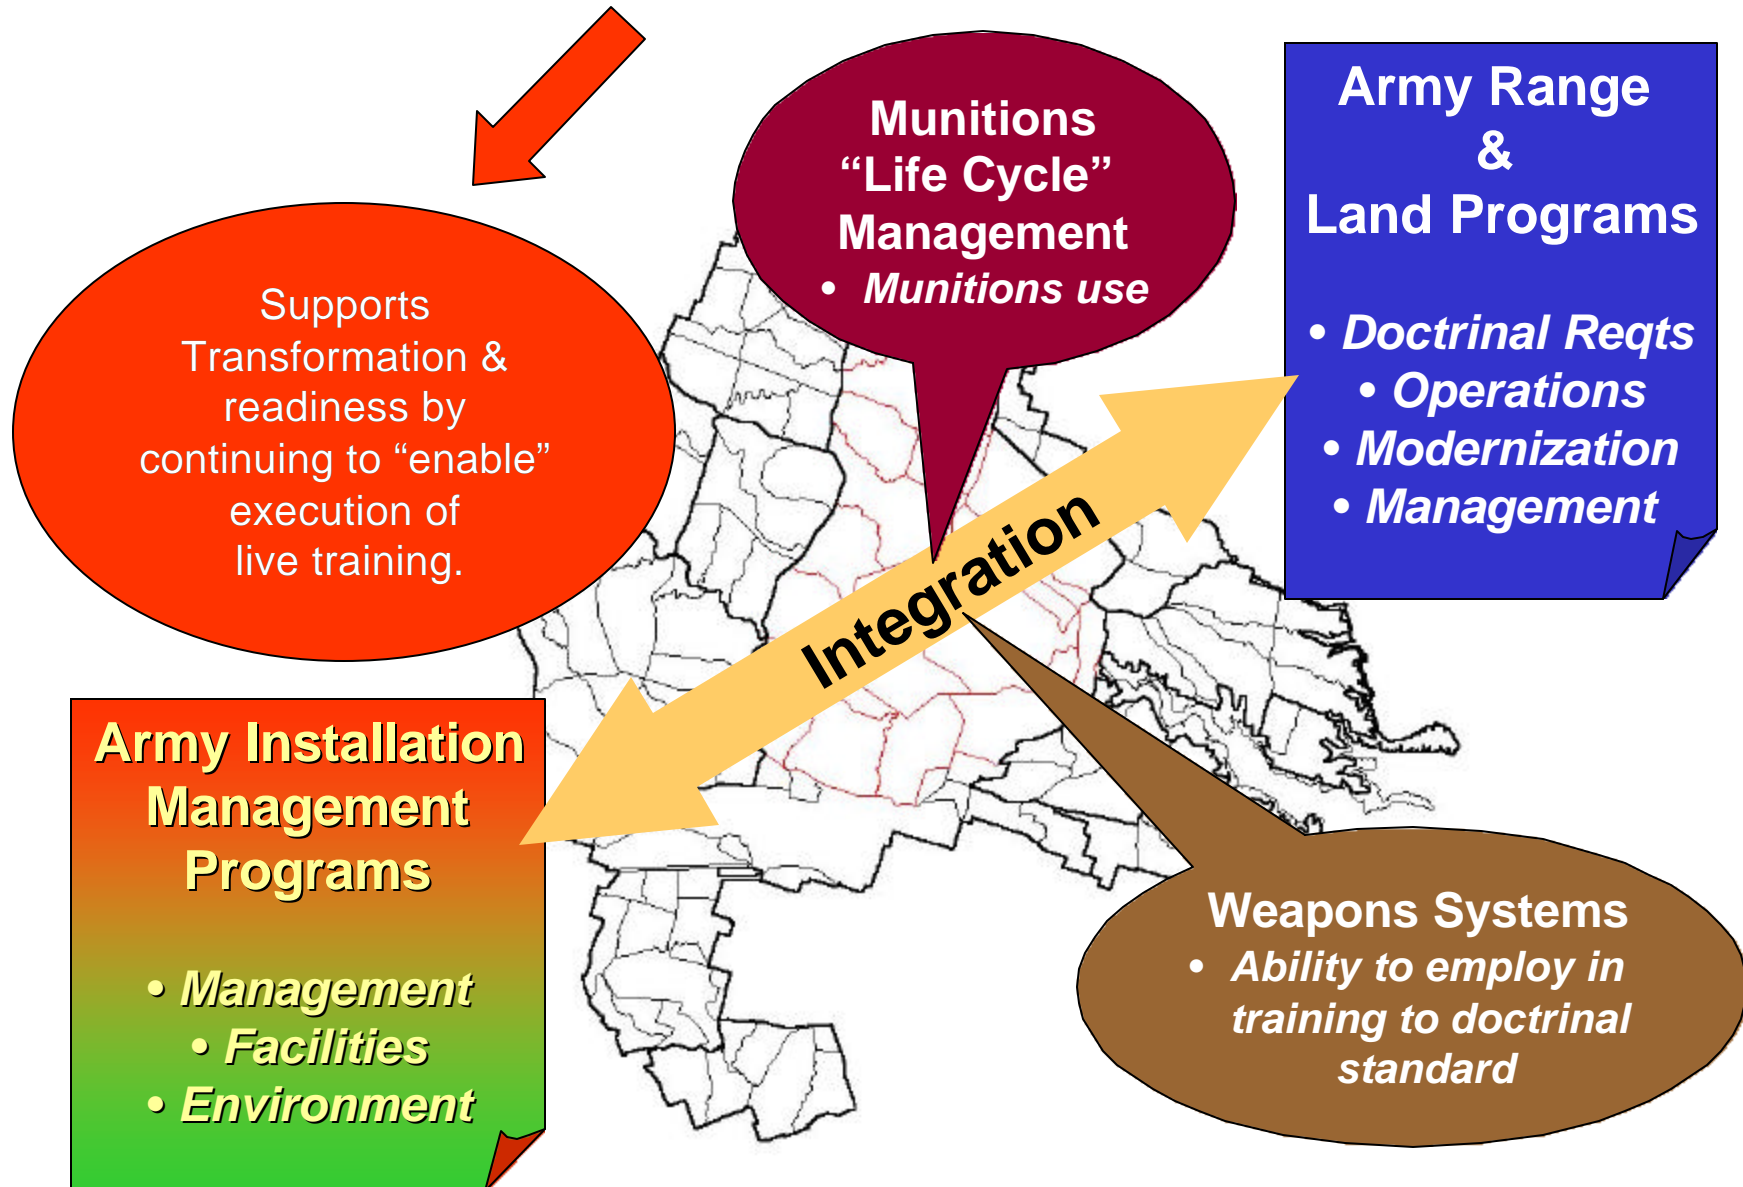 Munitions
“Life Cycle”
Management
• Munitions use
Army Range
&
Land Programs
• Doctrinal Reqts
• Operations
• Modernization
• Management
Supports
Transformation &
readiness by
continuing to “enable”
execution of
live training.
Integration
Army Installation
Management
Programs
• Management
• Facilities
• Environment
Weapons Systems
• Ability to employ in
training to doctrinal
standard